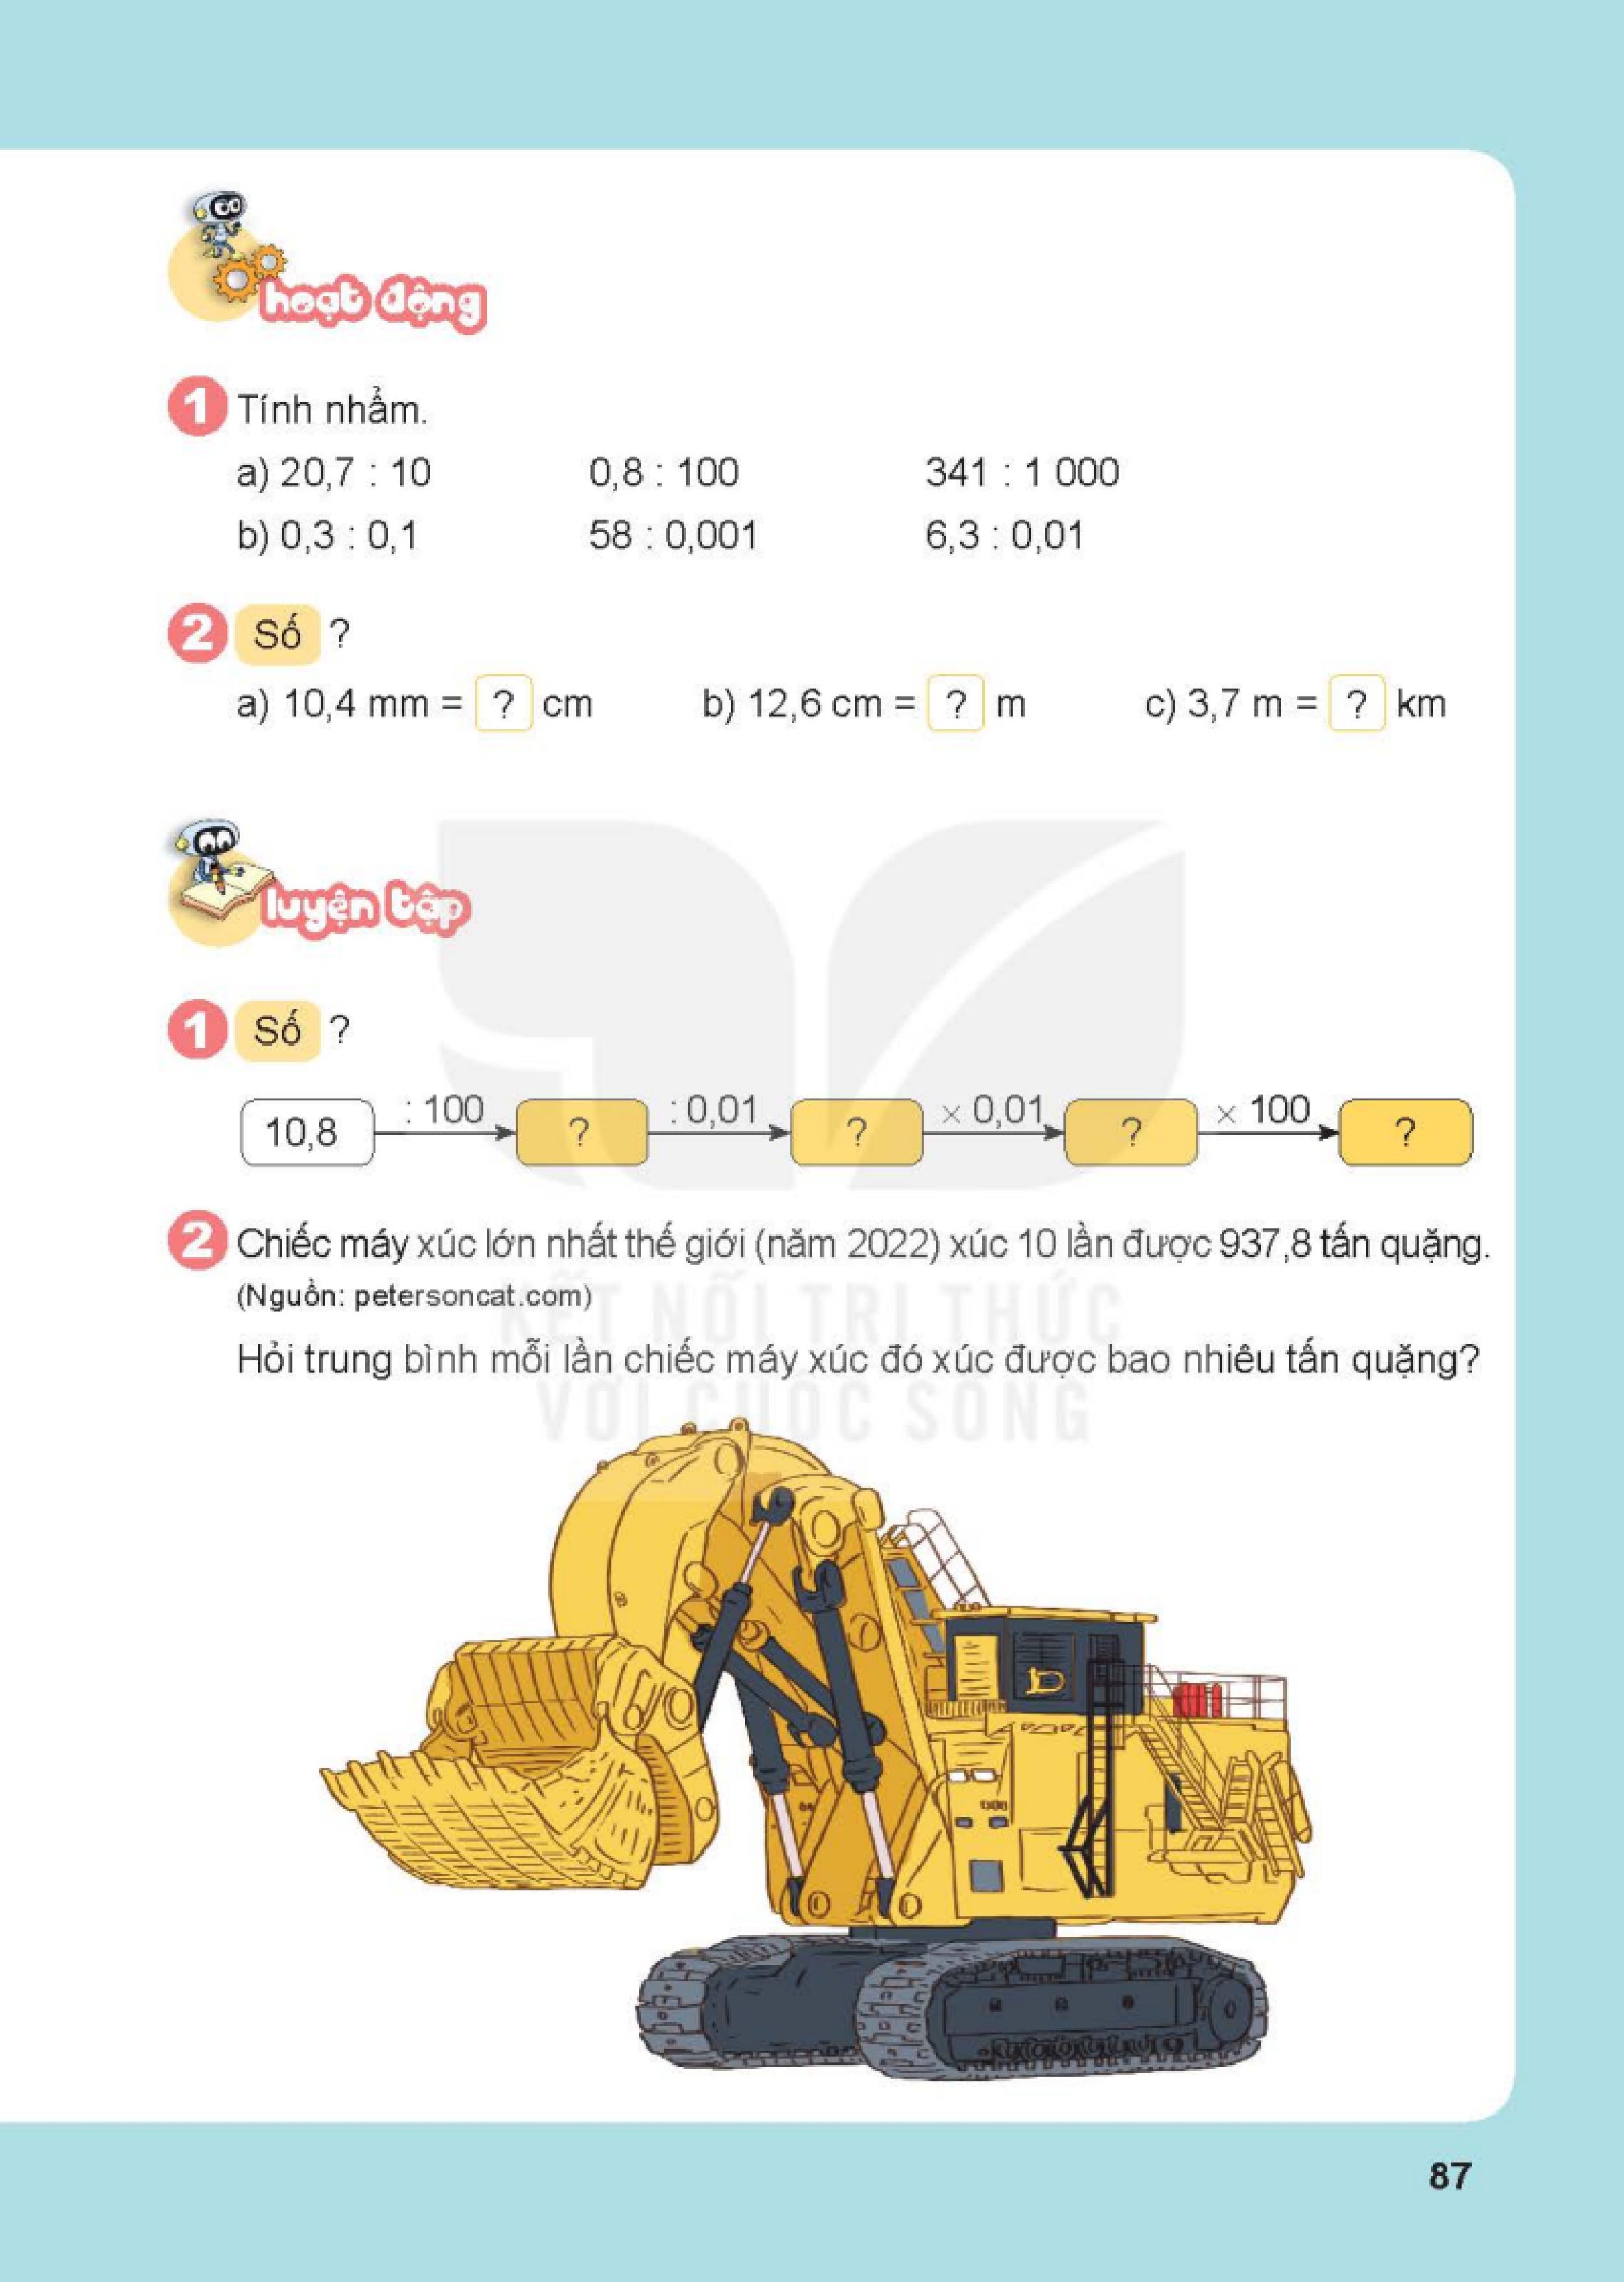 hoạt động
1 Tính nhẩm.
a) 20,7 : 10 0,8 : 100 341 : 1 000
b) 0,3 : 0,1 58 : 0,001 6,3 : 0,01
2 Số ?
a) 10,4 mm = ? cm b) 12,6 cm = ? m c) 3,7 m = ? km
luyện tập
1 Số ?
10,8 : 100 ? : 0,01 ? × 0,01 ? × 100 ?
2 Chiếc máy xúc lớn nhất thế giới (năm 2022) xúc 10 lần được 937,8 tấn quặng.
(Nguồn: petersoncat.com)
KẾT NỐI TRI THỨC
Hỏi trung bình mỗi lần chiếc máy xúc đó xúc được bao nhiêu tấn quặng?
VỚI CUỘC SỐNG
87